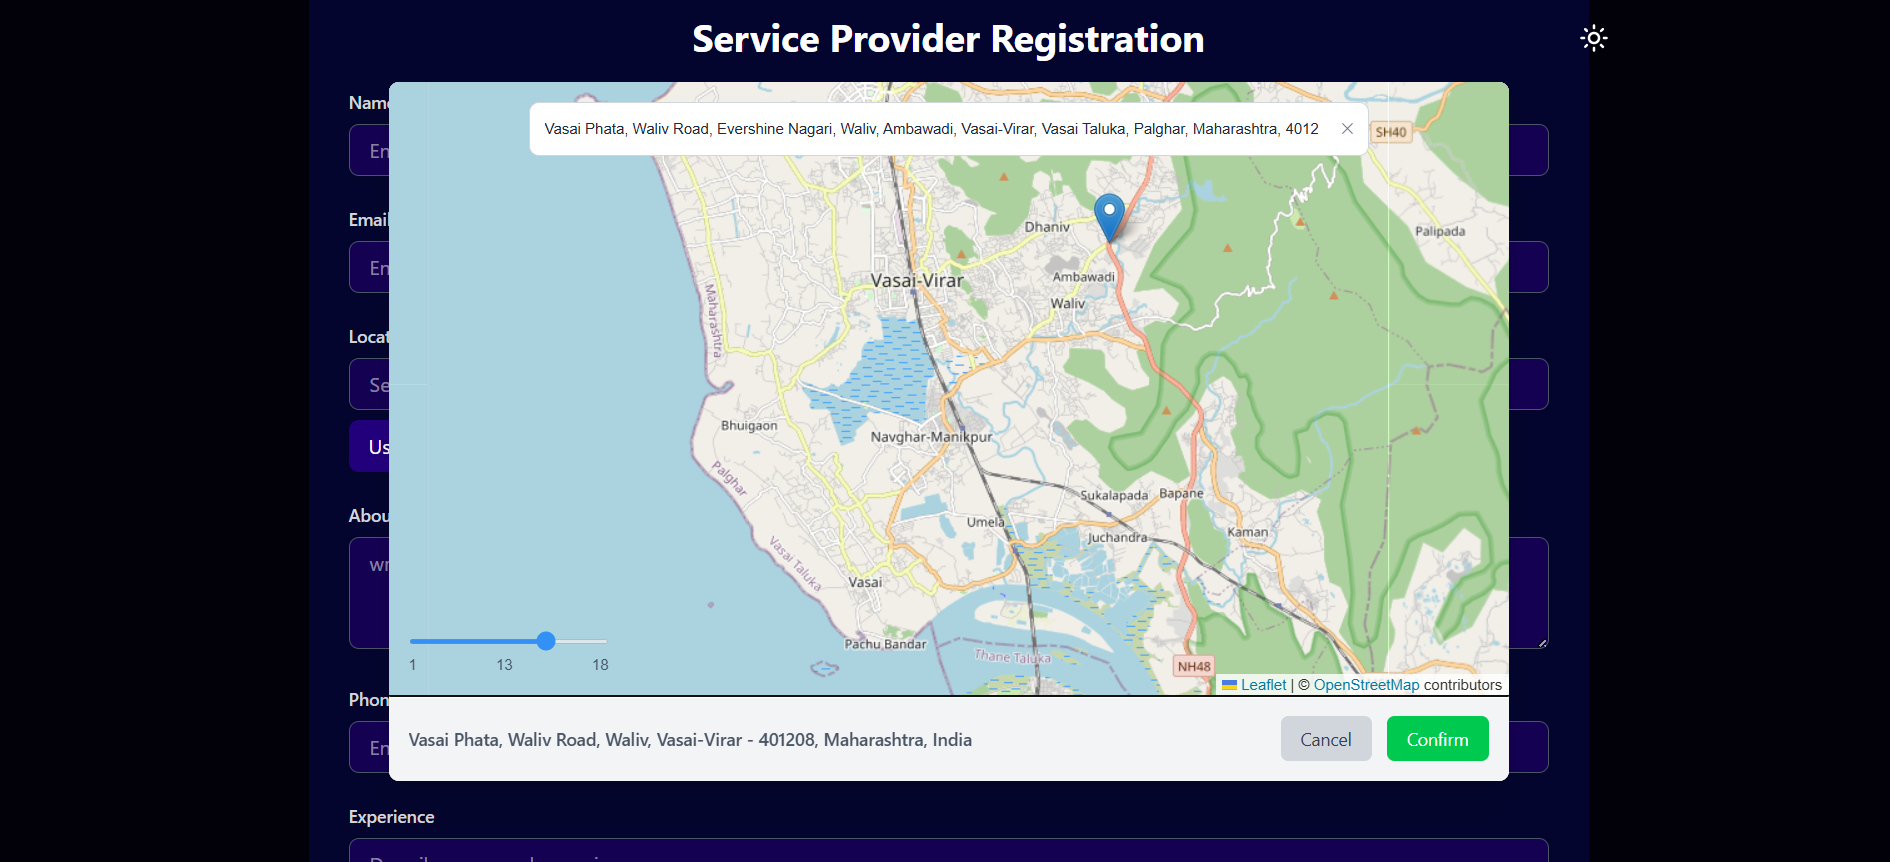 Service Provider Registration
Name
En
Vasai Phata, Waliv Road, Evershine Nagari, Waliv, Ambawadi, Vasai-Virar, Vasai Taluka, Palghar, Maharashtra, 4012
SH40
Email
En
Dhaniv
Palipada
Vasai-Virar
Ambawadi
Waliv
Maharashtra
Locat
Se
Us
Bhuigaon
Navghar-Manikpur
Palghar
Sukalapada
Bapane
Abou
wr
Umela
Juchandra
Kaman
Vasai Taluka
Vasai
Pachu Bandar
Thane Taluka
NH48
1 13 18
Leaflet | © OpenStreetMap contributors
Phon
En
Vasai Phata, Waliv Road, Waliv, Vasai-Virar - 401208, Maharashtra, India
Cancel
Confirm
Experience